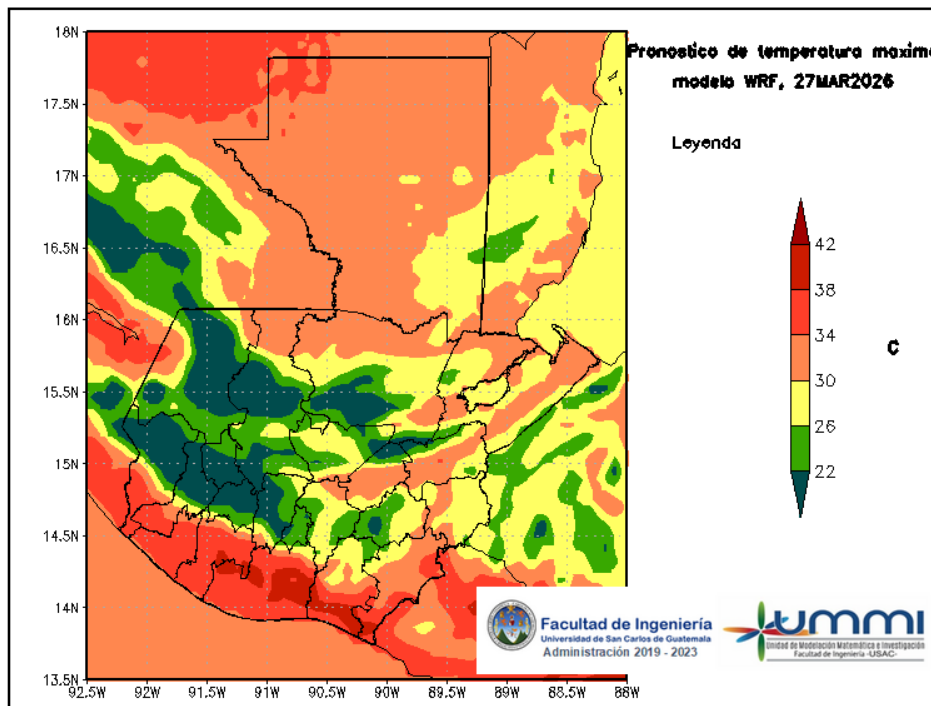 Pronostico de temperatura maxima
modelo WRF, 27MAR2026
Leyenda
18N
17.5N
17N
16.5N
16N
15.5N
15N
14.5N
14N
13.5N
92.5W
92W
91.5W
91W
90.5W
90W
89.5W
89W
88.5W
88W
42
38
34
30
26
22
C
Facultad de Ingeniería
Universidad de San Carlos de Guatemala
Administración 2019 - 2023
ummi
Unidad de Modelación Matemática e Investigación
Facultad de Ingeniería -USAC-